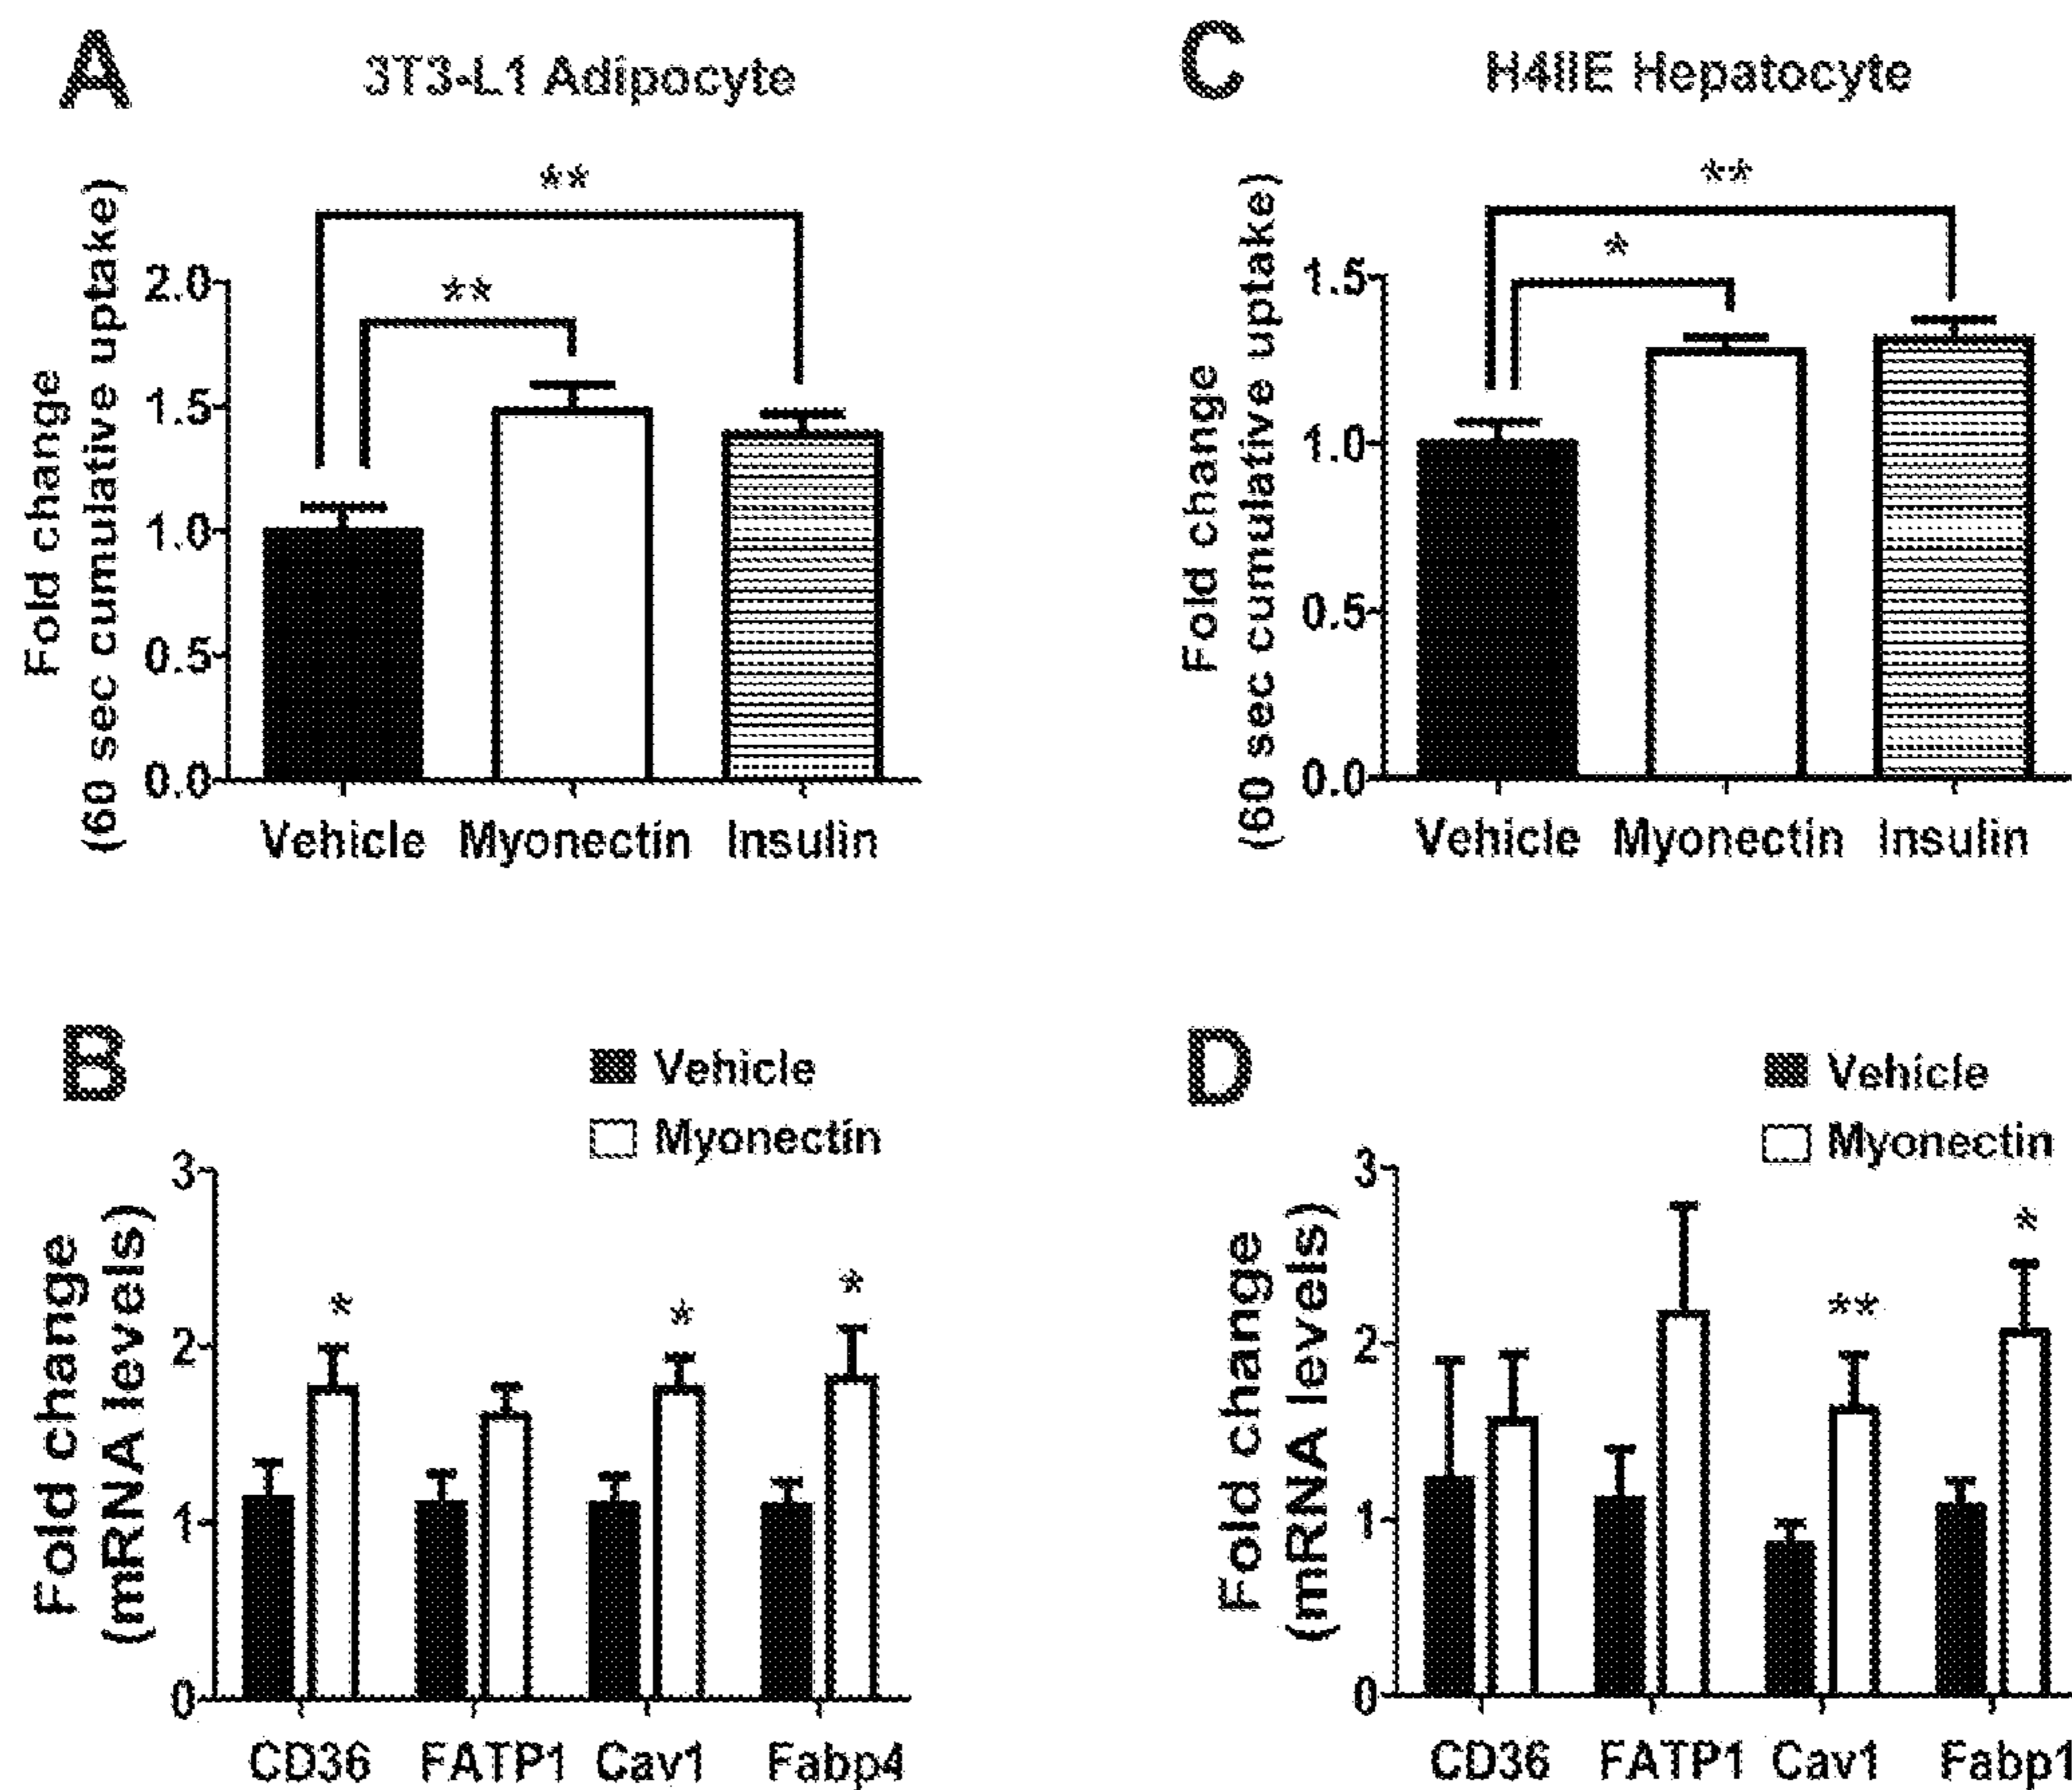 A
3T3-L1 Adipocyte
Fold change
(60 sec cumulative uptake)
**
**
2.0
1.5
1.0
0.5
0.0
Vehicle Myonectin Insulin
C
H4IIE Hepatocyte
Fold change
(60 sec cumulative uptake)
**
*
1.5
1.0
0.5
0.0
Vehicle Myonectin Insulin
B
Vehicle
Myonectin
Fold change
(mRNA levels)
3
2
1
0
* * *
CD36 FATP1 Cav1 Fabp4
D
Vehicle
Myonectin
Fold change
(mRNA levels)
3
2
1
0
** *
CD36 FATP1 Cav1 Fabp1